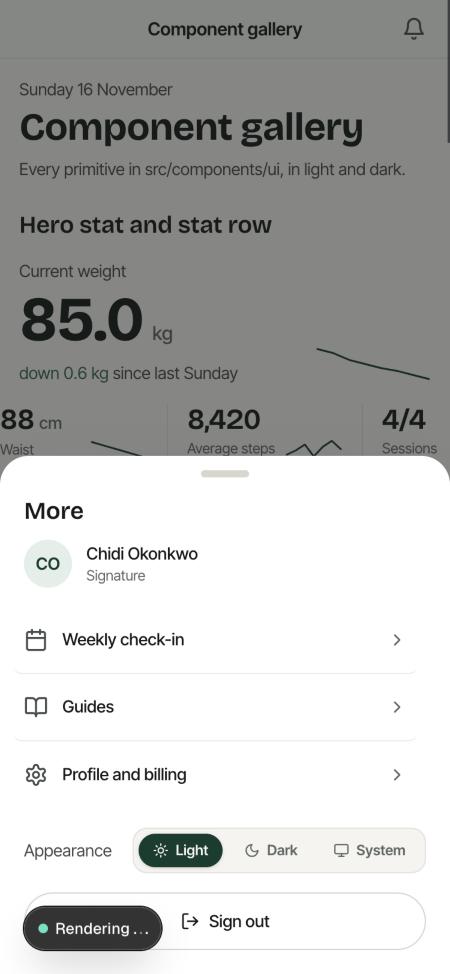 Component gallery
Sunday 16 November
Component gallery
Every primitive in src/components/ui, in light and dark.
Hero stat and stat row
Current weight
85.0 kg
down 0.6 kg since last Sunday
88 cm
Waist
8,420
Average steps
4/4
Sessions
More
CO
Chidi Okonkwo
Signature
Weekly check-in
Guides
Profile and billing
Appearance
Light
Dark
System
Sign out
Rendering ...